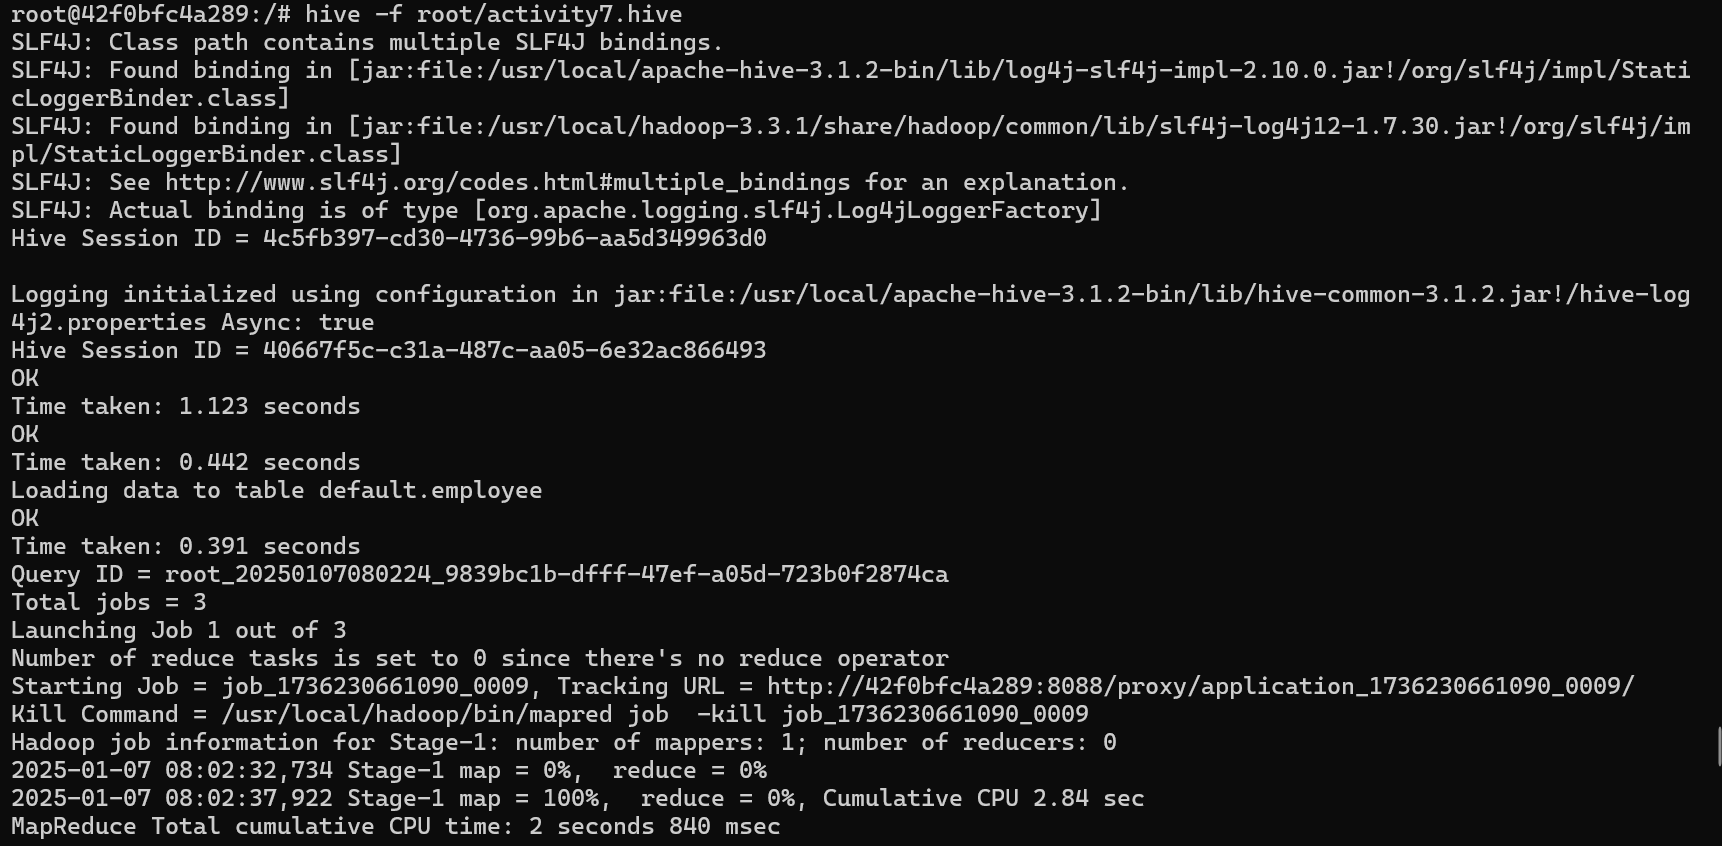 root@42f0bfc4a289:/# hive -f root/activity7.hive
SLF4J: Class path contains multiple SLF4J bindings.
SLF4J: Found binding in [jar:file:/usr/local/apache-hive-3.1.2-bin/lib/log4j-slf4j-impl-2.10.0.jar!/org/slf4j/impl/Stati
cLoggerBinder.class]
SLF4J: Found binding in [jar:file:/usr/local/hadoop-3.3.1/share/hadoop/common/lib/slf4j-log4j12-1.7.30.jar!/org/slf4j/im
pl/StaticLoggerBinder.class]
SLF4J: See http://www.slf4j.org/codes.html#multiple_bindings for an explanation.
SLF4J: Actual binding is of type [org.apache.logging.slf4j.Log4jLoggerFactory]
Hive Session ID = 4c5fb397-cd30-4736-99b6-aa5d349963d0

Logging initialized using configuration in jar:file:/usr/local/apache-hive-3.1.2-bin/lib/hive-common-3.1.2.jar!/hive-log
4j2.properties Async: true
Hive Session ID = 40667f5c-c31a-487c-aa05-6e32ac866493
OK
Time taken: 1.123 seconds
OK
Time taken: 0.442 seconds
Loading data to table default.employee
OK
Time taken: 0.391 seconds
Query ID = root_20250107080224_9839bc1b-dfff-47ef-a05d-723b0f2874ca
Total jobs = 3
Launching Job 1 out of 3
Number of reduce tasks is set to 0 since there's no reduce operator
Starting Job = job_1736230661090_0009, Tracking URL = http://42f0bfc4a289:8088/proxy/application_1736230661090_0009/
Kill Command = /usr/local/hadoop/bin/mapred job  -kill job_1736230661090_0009
Hadoop job information for Stage-1: number of mappers: 1; number of reducers: 0
2025-01-07 08:02:32,734 Stage-1 map = 0%,  reduce = 0%
2025-01-07 08:02:37,922 Stage-1 map = 100%,  reduce = 0%, Cumulative CPU 2.84 sec
MapReduce Total cumulative CPU time: 2 seconds 840 msec